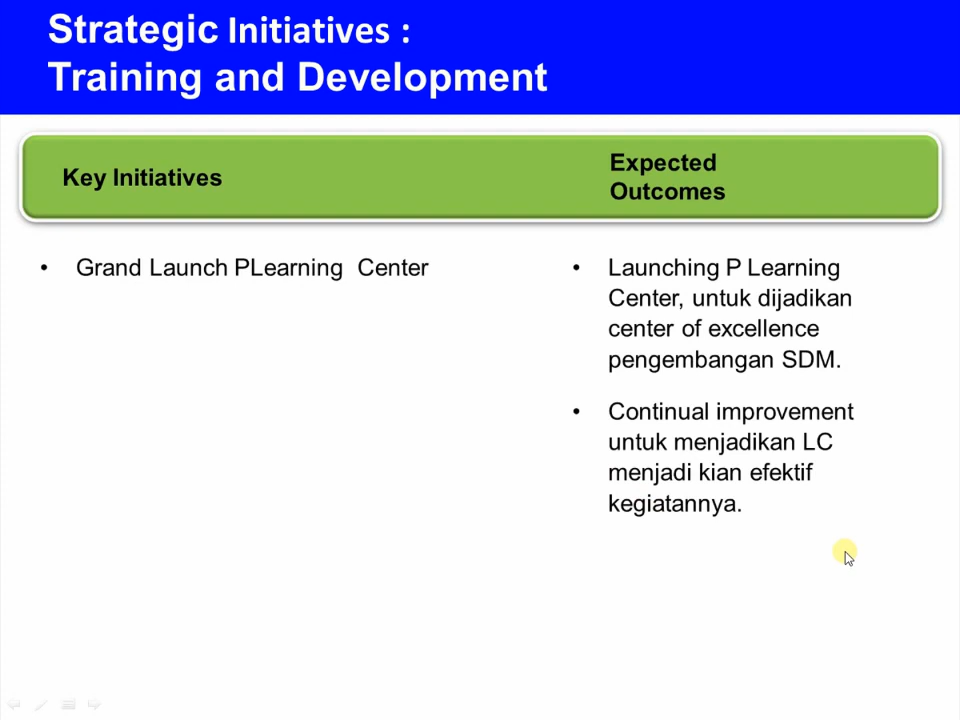 Strategic Initiatives :
Training and Development
Key Initiatives
Expected
Outcomes
• Grand Launch PLearning  Center
• Launching P Learning
Center, untuk dijadikan
center of excellence
pengembangan SDM.
• Continual improvement
untuk menjadikan LC
menjadi kian efektif
kegiatannya.